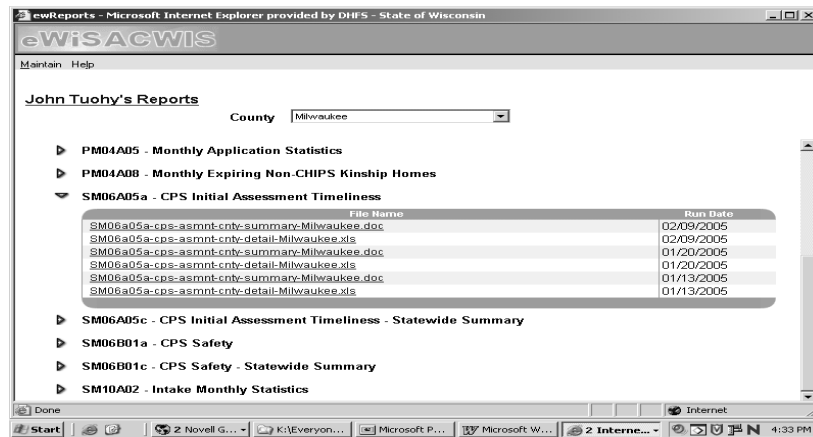 ewReports - Microsoft Internet Explorer provided by DHFS - State of Wisconsin
eWiSACWIS
Maintain Help
John Tuohy's Reports
County Milwaukee
PM04A05 - Monthly Application Statistics
PM04A08 - Monthly Expiring Non-CHIPS Kinship Homes
SM06A05a - CPS Initial Assessment Timeliness
File Name Run Date
SM06a05a-cps-asmnt-cnty-summary-Milwaukee.doc 02/09/2005
SM06a05a-cps-asmnt-cnty-detail-Milwaukee.xls 02/09/2005
SM06a05a-cps-asmnt-cnty-summary-Milwaukee.doc 01/20/2005
SM06a05a-cps-asmnt-cnty-detail-Milwaukee.xls 01/20/2005
SM06a05a-cps-asmnt-cnty-summary-Milwaukee.doc 01/13/2005
SM06a05a-cps-asmnt-cnty-detail-Milwaukee.xls 01/13/2005
SM06A05c - CPS Initial Assessment Timeliness - Statewide Summary
SM06B01a - CPS Safety
SM06B01c - CPS Safety - Statewide Summary
SM10A02 - Intake Monthly Statistics
Done Internet
Start 2 Novell G... K:\Everyon... Microsoft P... Microsoft W... 2 Interne... 4:33 PM